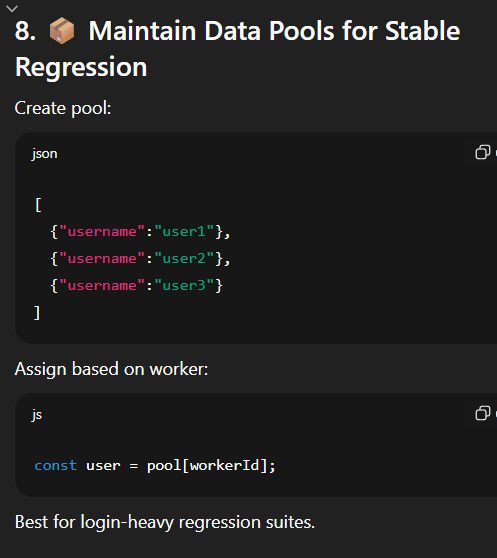 8. 📦 Maintain Data Pools for Stable
Regression
Create pool:
json
[
{"username":"user1"},
{"username":"user2"},
{"username":"user3"}
]
Assign based on worker:
js
const user = pool[workerId];
Best for login-heavy regression suites.